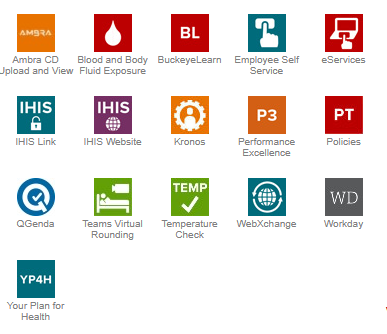 AMBRA
BL
Ambra CD Upload and View
Blood and Body Fluid Exposure
BuckeyeLearn
Employee Self Service
eServices
IHIS
IHIS
P3
PT
IHIS Link
IHIS Website
Kronos
Performance Excellence
Policies
TEMP
WD
QGenda
Teams Virtual Rounding
Temperature Check
WebXchange
Workday
YP4H
Your Plan for Health